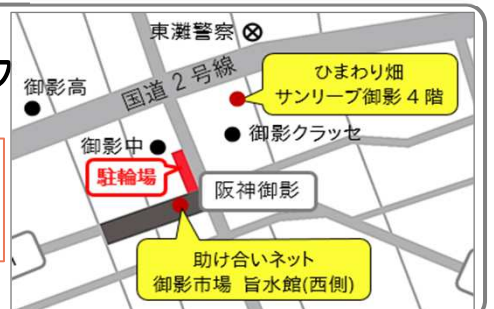 東灘警察
ひまわり畑
サンリーブ御影4階
国道2号線
御影高
御影クラッセ
御影中
駐輪場
阪神御影
助け合いネット
御影市場 旨水館(西側)